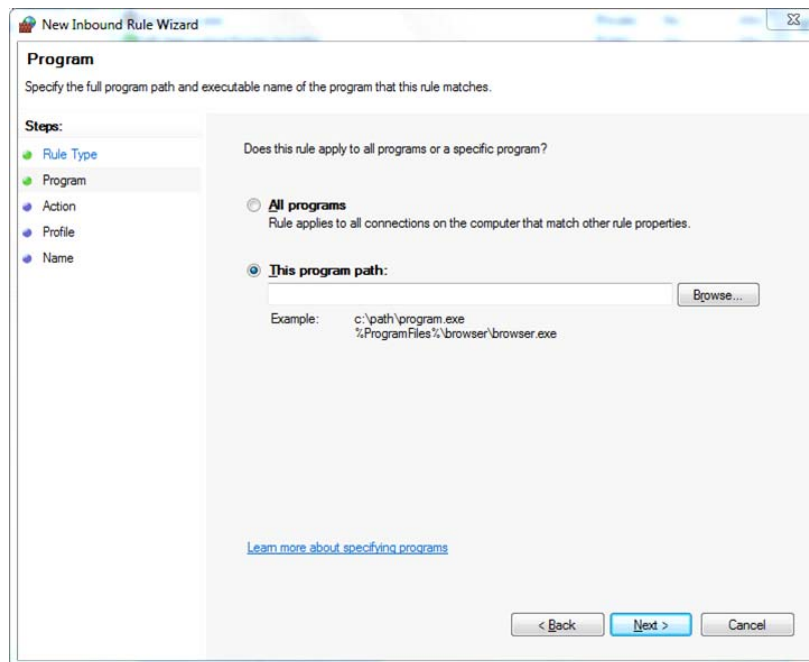 New Inbound Rule Wizard
Program
Specify the full program path and executable name of the program that this rule matches.
Steps:
Rule Type
Program
Action
Profile
Name
Does this rule apply to all programs or a specific program?
All programs
Rule applies to all connections on the computer that match other rule properties.
This program path:
Browse...
Example: c:\path\program.exe
%ProgramFiles%\browser\browser.exe
Learn more about specifying programs
< Back Next > Cancel